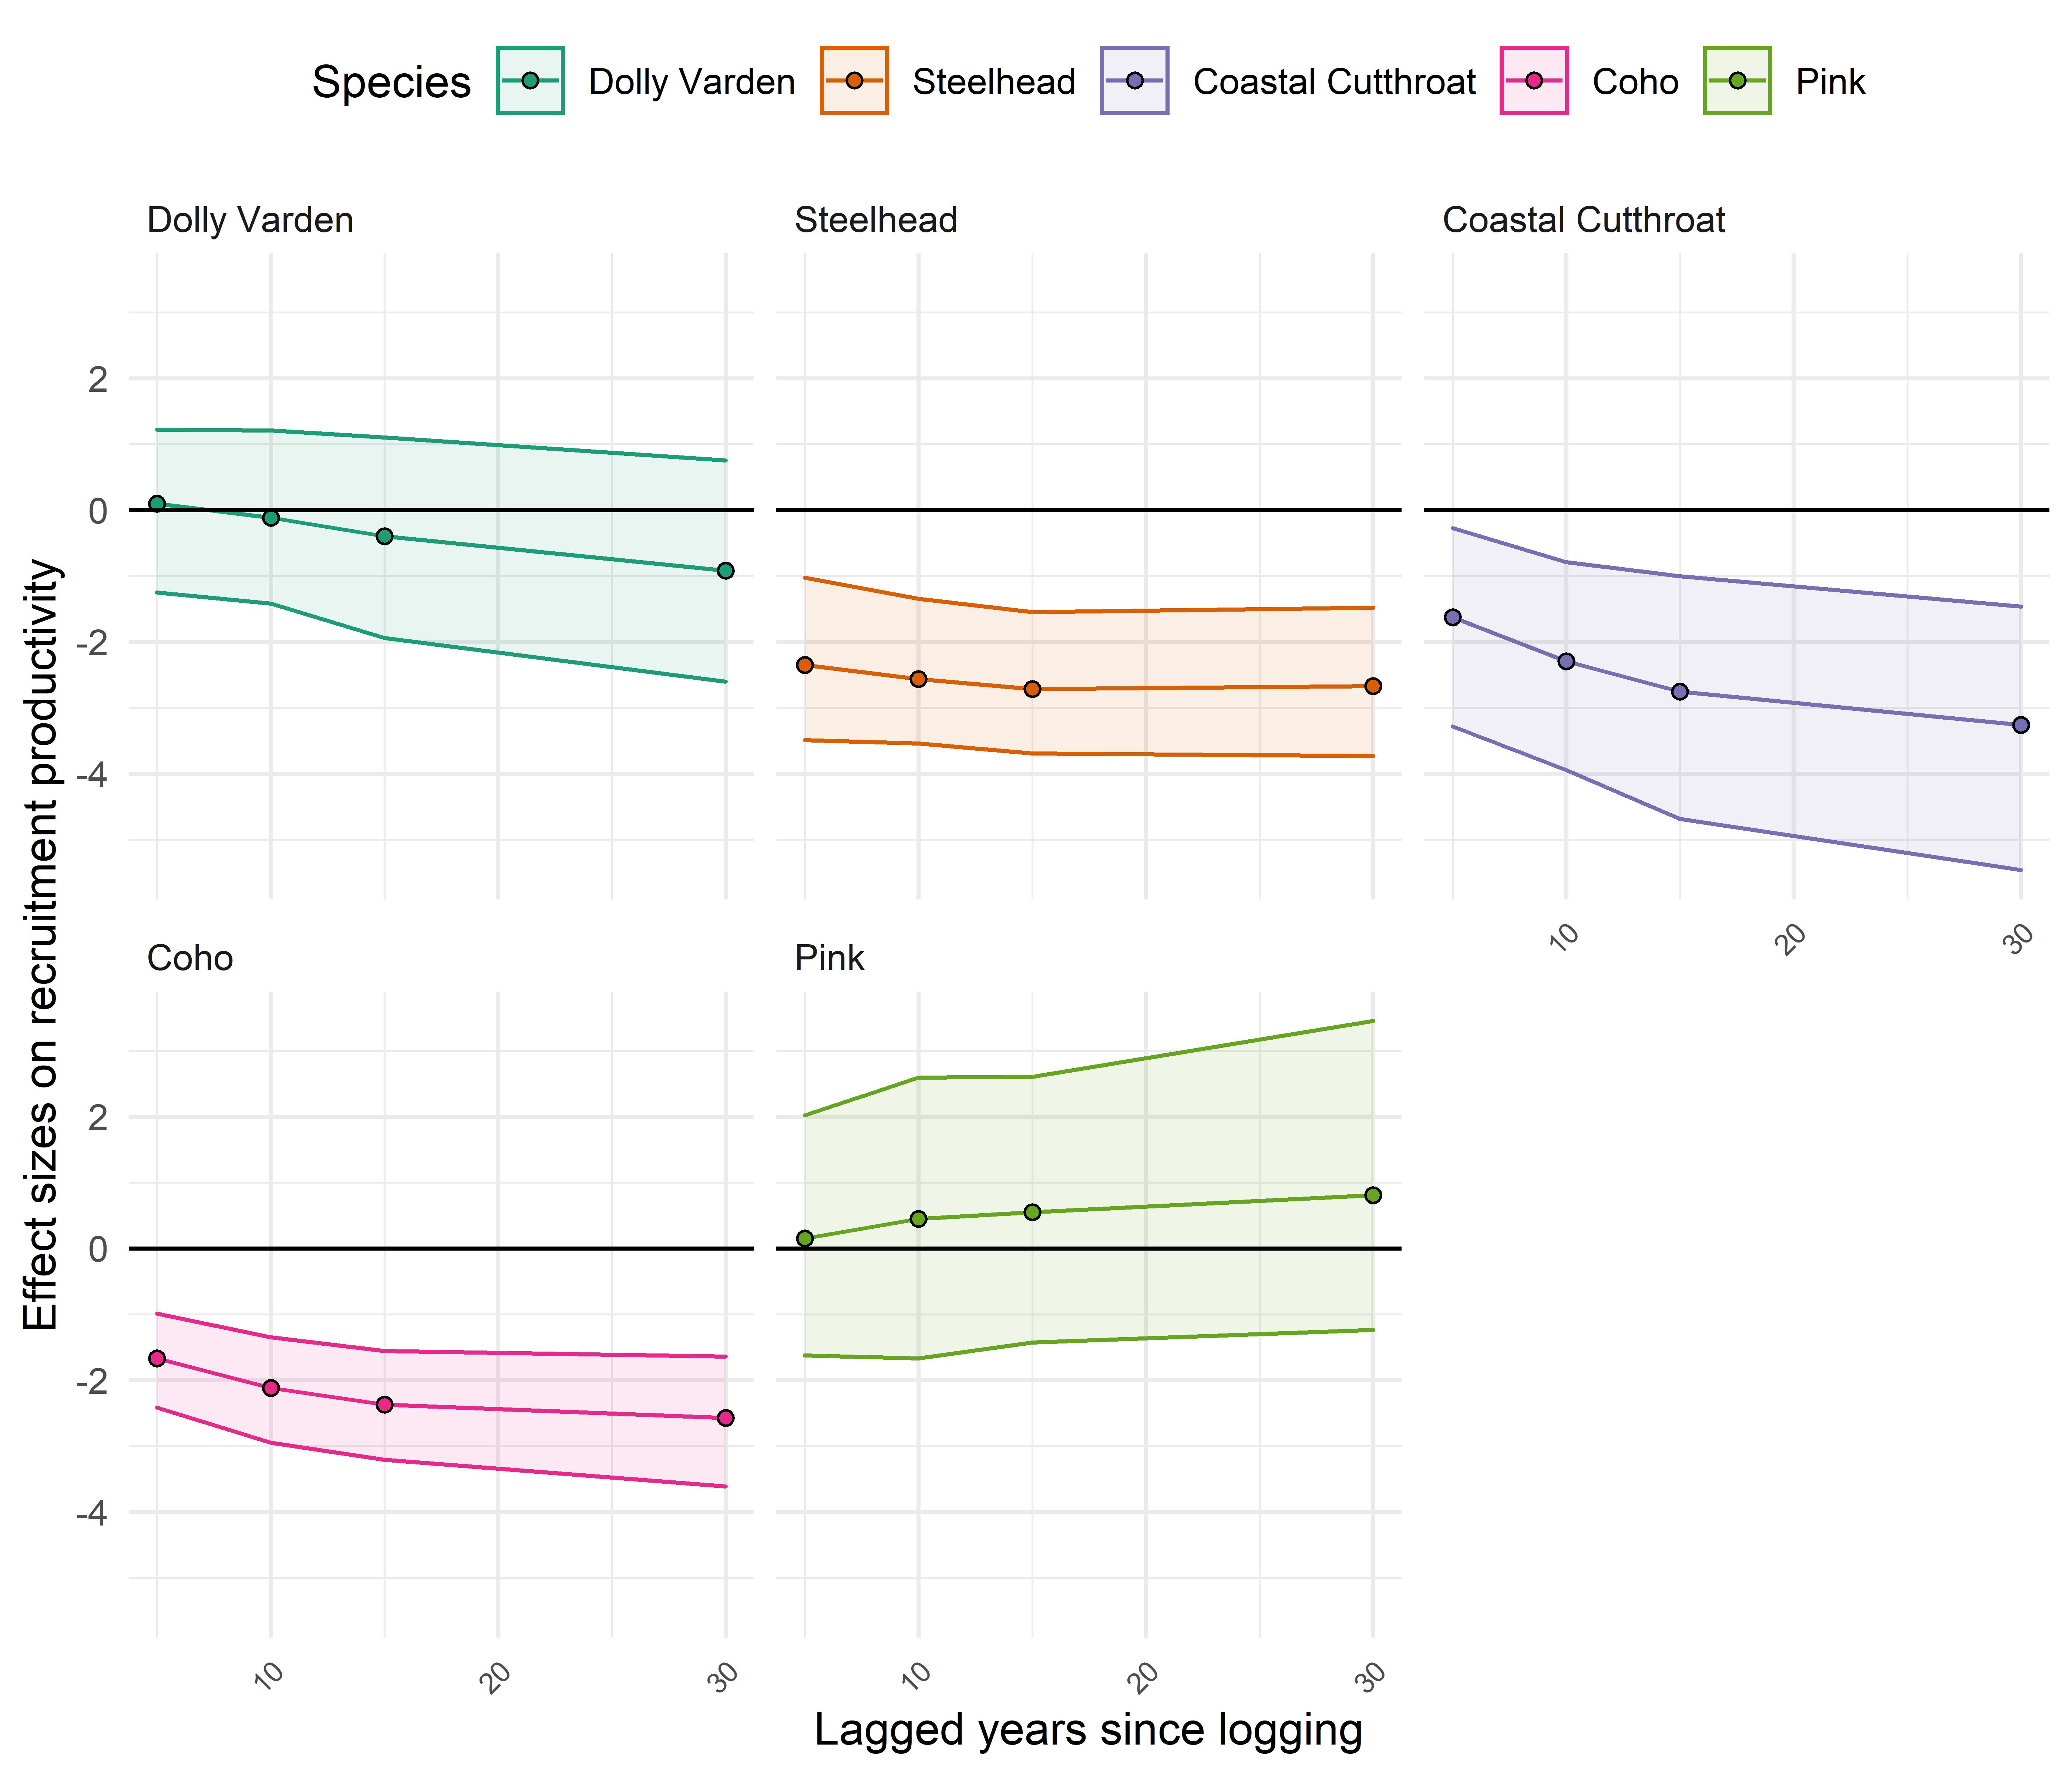 Species Dolly Varden Steelhead Coastal Cutthroat Coho Pink
Dolly Varden Steelhead Coastal Cutthroat
2
0
-2
-4
10 20 30
Coho Pink
2
0
-2
-4
10 20 30 10 20 30
Lagged years since logging
Effect sizes on recruitment productivity